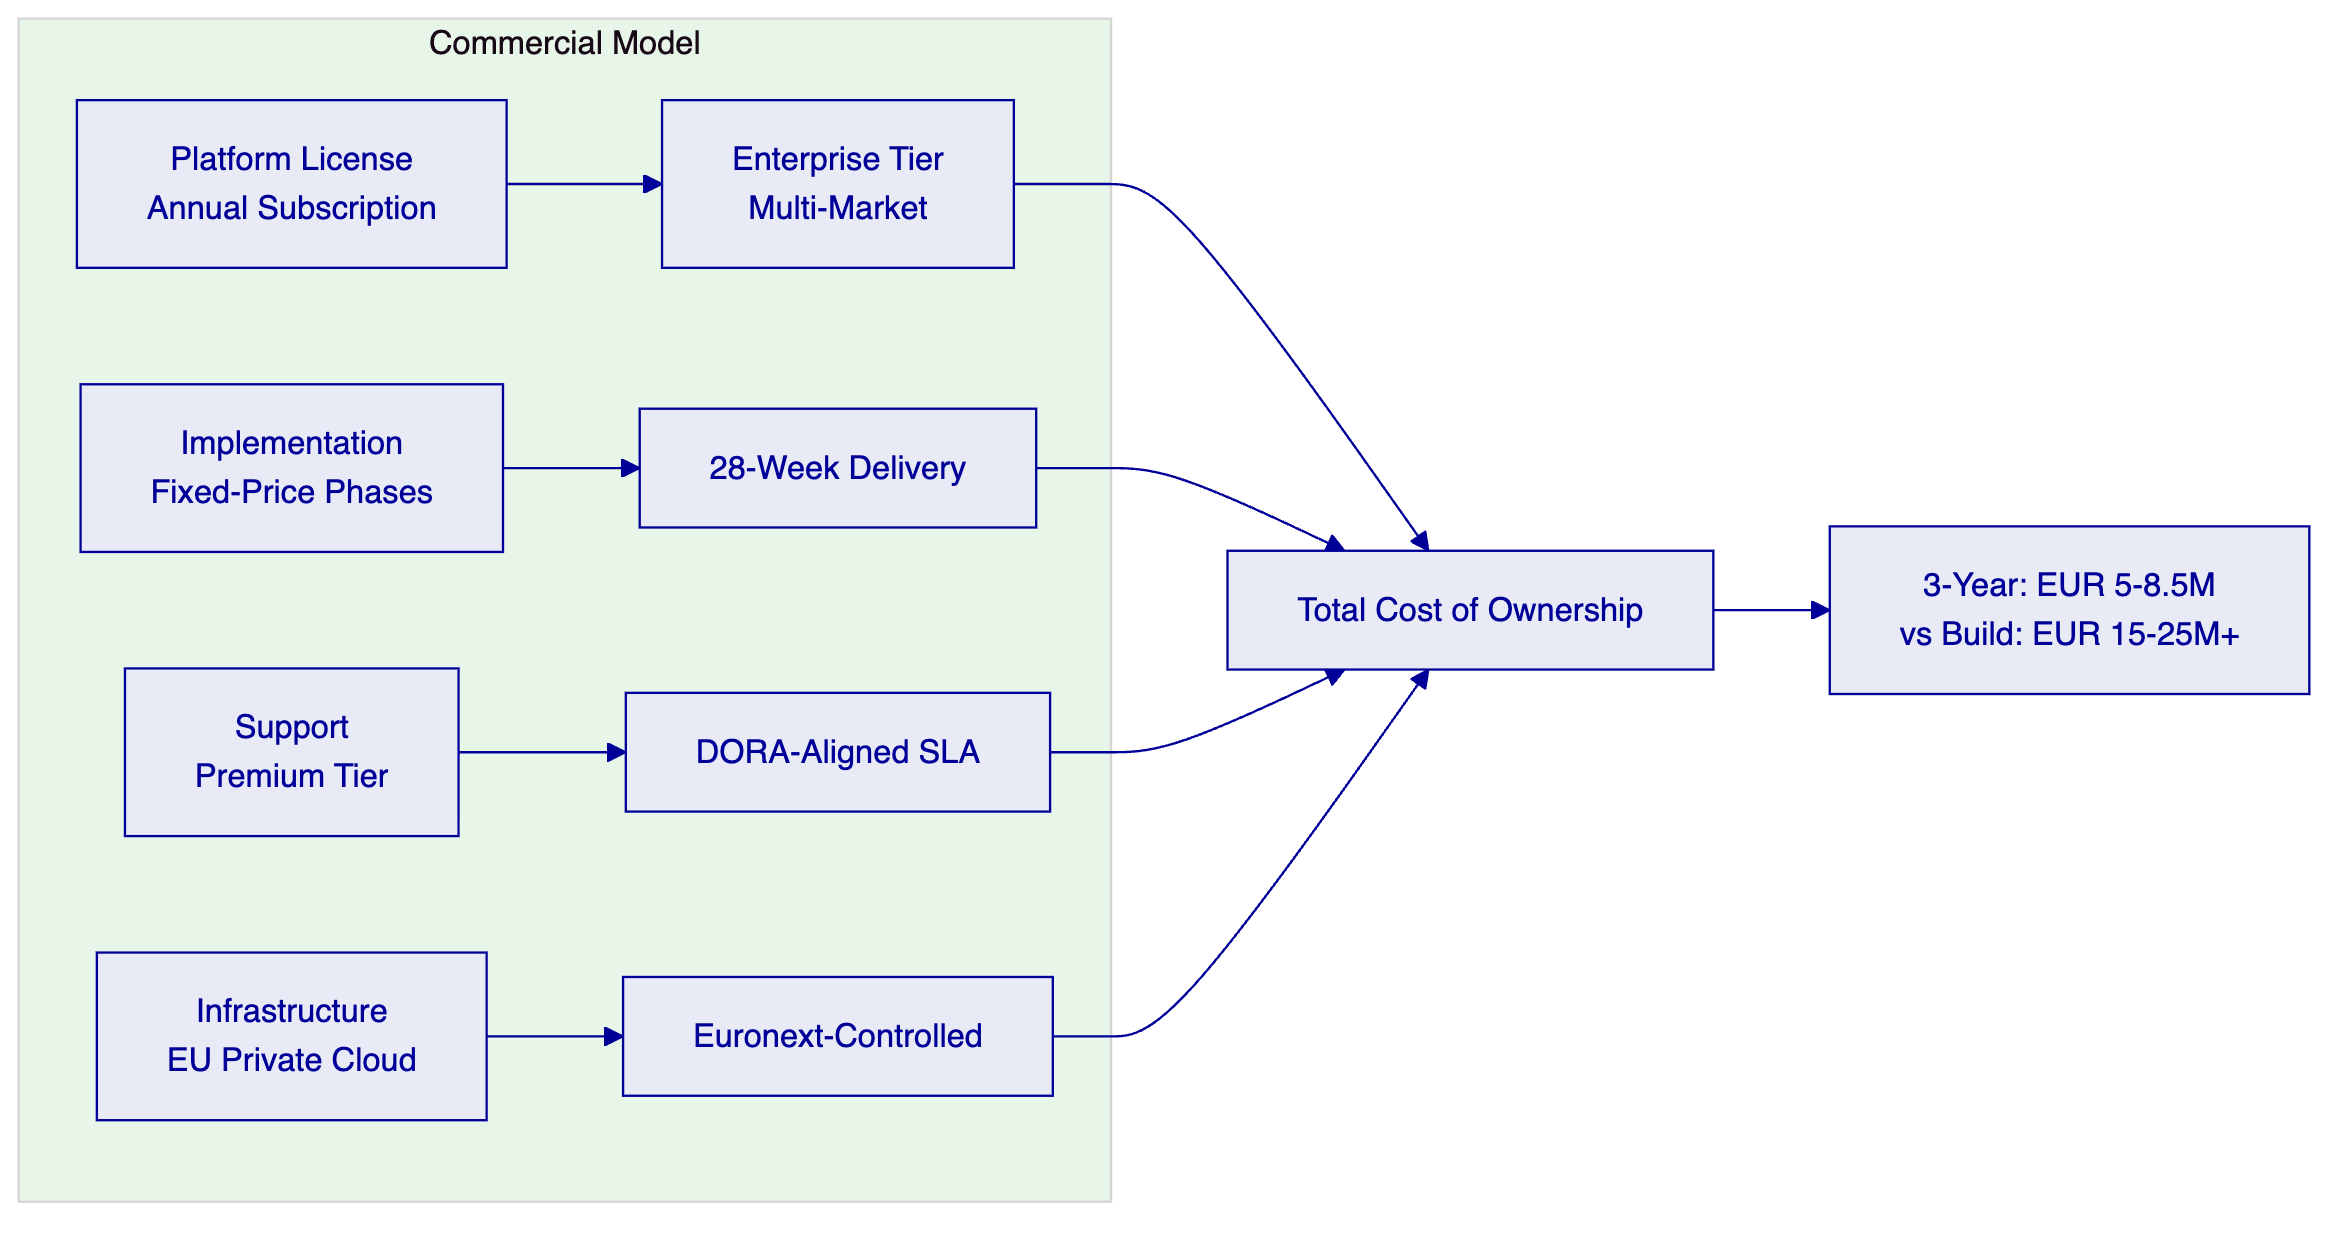 Commercial Model
Platform License
Annual Subscription
Enterprise Tier
Multi-Market
Implementation
Fixed-Price Phases
28-Week Delivery
Support
Premium Tier
DORA-Aligned SLA
Infrastructure
EU Private Cloud
Euronext-Controlled
Total Cost of Ownership
3-Year: EUR 5-8.5M
vs Build: EUR 15-25M+